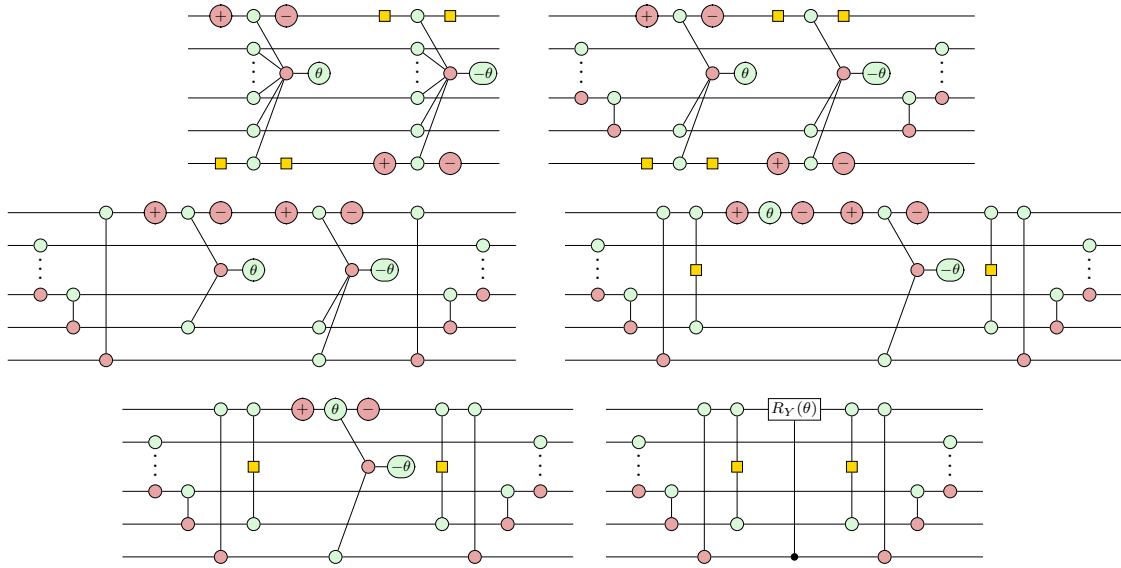 + − + −
θ −θ θ −θ
+ − + −
+ − + − + θ − + −
θ −θ −θ
+ θ − R_Y(θ)
−θ